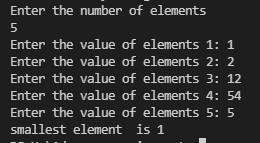 Enter the number of elements
5
Enter the value of elements 1: 1
Enter the value of elements 2: 2
Enter the value of elements 3: 12
Enter the value of elements 4: 54
Enter the value of elements 5: 5
smallest element  is 1